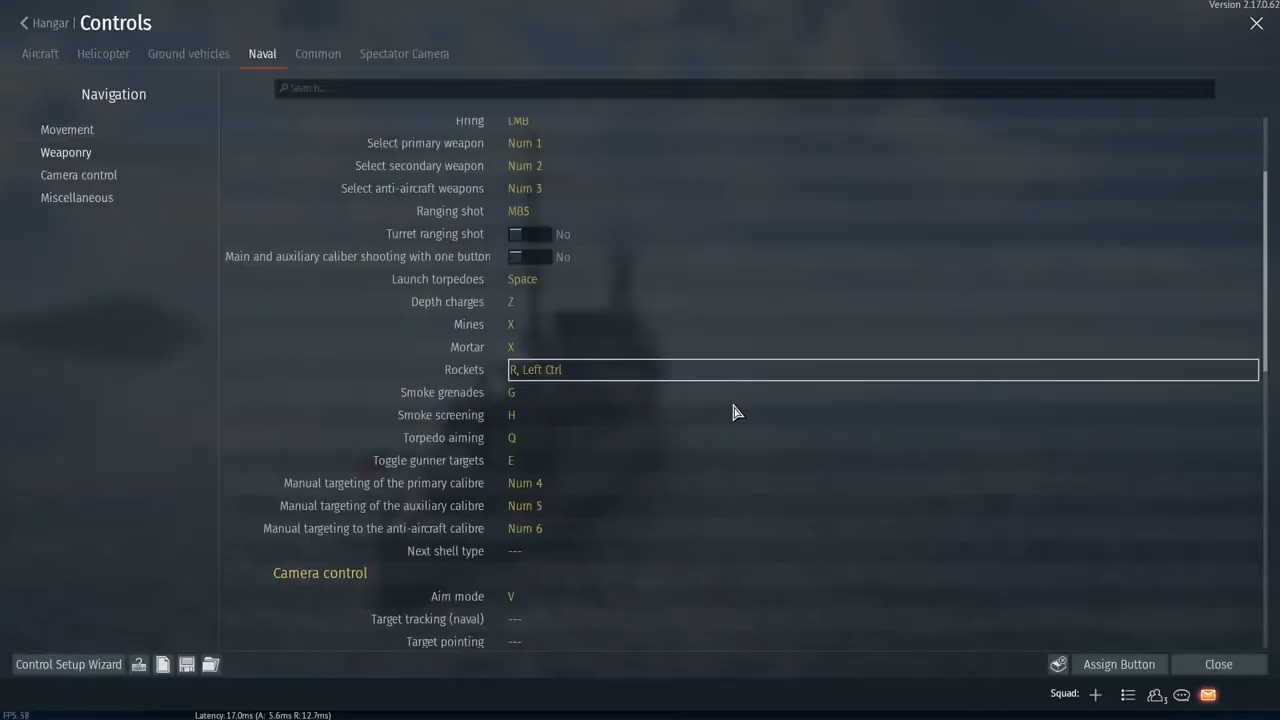 Version 2.17.0.62
Hangar | Controls
Aircraft Helicopter Ground vehicles Naval Common Spectator Camera
Navigation
Movement
Weaponry
Camera control
Miscellaneous
Search...
Firing LMB
Select primary weapon Num 1
Select secondary weapon Num 2
Select anti-aircraft weapons Num 3
Ranging shot MB5
Turret ranging shot No
Main and auxiliary caliber shooting with one button No
Launch torpedoes Space
Depth charges Z
Mines X
Mortar X
Rockets R, Left Ctrl
Smoke grenades G
Smoke screening H
Torpedo aiming Q
Toggle gunner targets E
Manual targeting of the primary calibre Num 4
Manual targeting of the auxiliary calibre Num 5
Manual targeting to the anti-aircraft calibre Num 6
Next shell type ---
Camera control
Aim mode V
Target tracking (naval) ---
Target pointing ---
Control Setup Wizard Assign Button Close
Squad: 3
FPS: 58 Latency: 17.0ms (A: 5.6ms R: 12.7ms)